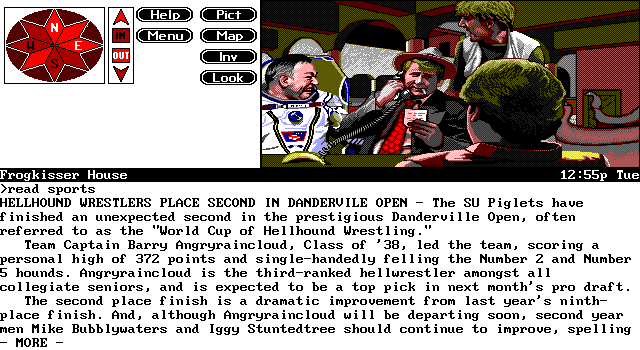 N
W
E
S
IN
OUT
Help
Menu
Pict
Map
Inv
Look
Frogkisser House 12:55p Tue
>read sports
HELLHOUND WRESTLERS PLACE SECOND IN DANDERVILE OPEN - The SU Piglets have
finished an unexpected second in the prestigious Danderville Open, often
referred to as the "World Cup of Hellhound Wrestling."
Team Captain Barry Angryraincloud, Class of '38, led the team, scoring a
personal high of 372 points and single-handedly felling the Number 2 and Number
5 hounds. Angryraincloud is the third-ranked hellwrestler amongst all
collegiate seniors, and is expected to be a top pick in next month's pro draft.
The second place finish is a dramatic improvement from last year's ninth-
place finish. And, although Angryraincloud will be departing soon, second year
men Mike Bubblywaters and Iggy Stuntedtree should continue to improve, spelling
- MORE -